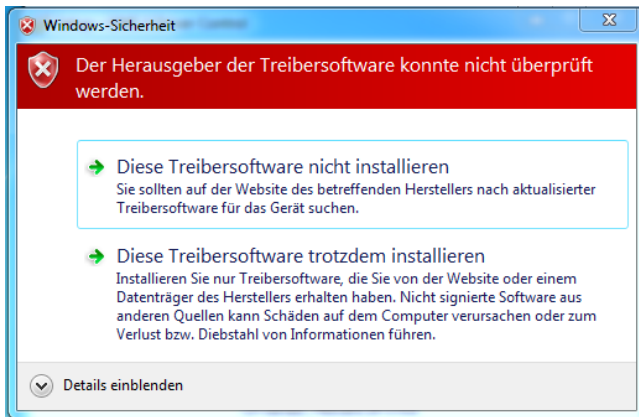 Windows-Sicherheit
Der Herausgeber der Treibersoftware konnte nicht überprüft
werden.
Diese Treibersoftware nicht installieren
Sie sollten auf der Website des betreffenden Herstellers nach aktualisierter
Treibersoftware für das Gerät suchen.
Diese Treibersoftware trotzdem installieren
Installieren Sie nur Treibersoftware, die Sie von der Website oder einem
Datenträger des Herstellers erhalten haben. Nicht signierte Software aus
anderen Quellen kann Schäden auf dem Computer verursachen oder zum
Verlust bzw. Diebstahl von Informationen führen.
Details einblenden